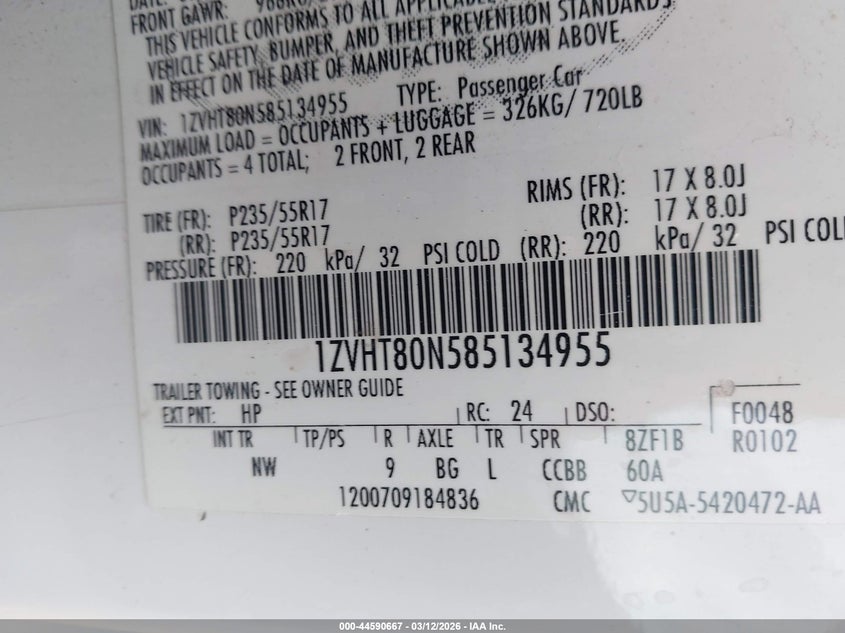 FRONT GAWR:
THIS VEHICLE CONFORMS TO ALL APPLICABLE
VEHICLE SAFETY, BUMPER, AND THEFT PREVENTION STANDARDS
IN EFFECT ON THE DATE OF MANUFACTURE SHOWN ABOVE.
VIN: 1ZVHT80N585134955 TYPE: Passenger Car
MAXIMUM LOAD = OCCUPANTS + LUGGAGE = 326KG/ 720LB
OCCUPANTS = 4 TOTAL; 2 FRONT, 2 REAR
TIRE (FR): P235/55R17 RIMS (FR): 17 X 8.0J
(RR): P235/55R17 (RR): 17 X 8.0J
PRESSURE (FR): 220 kPa/ 32 PSI COLD (RR): 220 kPa/ 32 PSI COL
1ZVHT80N585134955
TRAILER TOWING - SEE OWNER GUIDE
EXT PNT: HP RC: 24 DSO: F0048
INT TR TP/PS R AXLE TR SPR 8ZF1B R0102
NW 9 BG L CCBB 60A
1200709184836 CMC 5U5A-5420472-AA
000-44590667 - 03/12/2026 - IAA Inc.